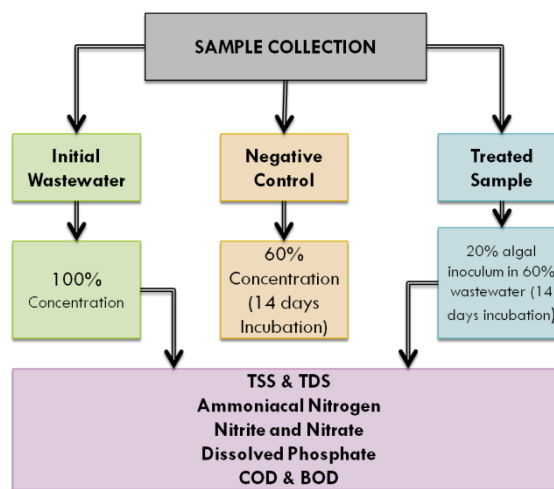 SAMPLE COLLECTION
Initial
Wastewater
Negative
Control
Treated
Sample
100%
Concentration
60%
Concentration
(14 days
Incubation)
20% algal
inoculum in 60%
wastewater (14
days incubation)
TSS & TDS
Ammoniacal Nitrogen
Nitrite and Nitrate
Dissolved Phosphate
COD & BOD